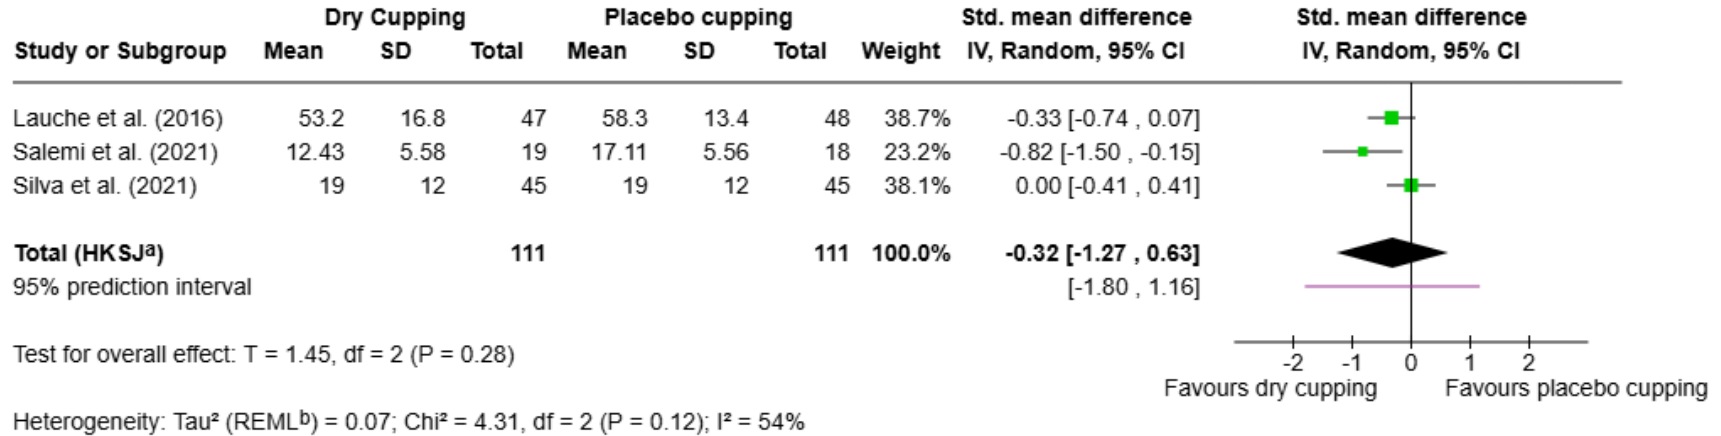 Dry Cupping Placebo cupping Std. mean difference Std. mean difference
Study or Subgroup Mean SD Total Mean SD Total Weight IV, Random, 95% CI IV, Random, 95% CI
Lauche et al. (2016) 53.2 16.8 47 58.3 13.4 48 38.7% -0.33 [-0.74 , 0.07]
Salemi et al. (2021) 12.43 5.58 19 17.11 5.56 18 23.2% -0.82 [-1.50 , -0.15]
Silva et al. (2021) 19 12 45 19 12 45 38.1% 0.00 [-0.41 , 0.41]
Total (HKSJᵃ) 111 111 100.0% -0.32 [-1.27 , 0.63]
95% prediction interval [-1.80 , 1.16]
Test for overall effect: T = 1.45, df = 2 (P = 0.28)
-2 -1 0 1 2
Favours dry cupping Favours placebo cupping
Heterogeneity: Tau² (REMLᵇ) = 0.07; Chi² = 4.31, df = 2 (P = 0.12); I² = 54%